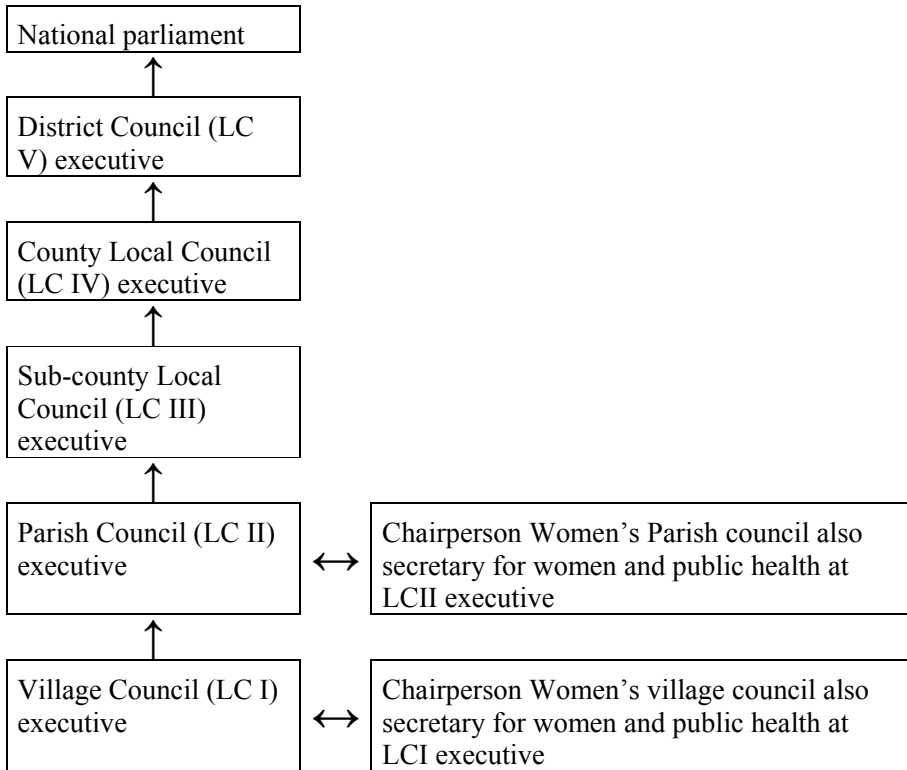 National parliament
District Council (LC
V) executive
County Local Council
(LC IV) executive
Sub-county Local
Council (LC III)
executive
Parish Council (LC II)
executive
Chairperson Women’s Parish council also
secretary for women and public health at
LCII executive
Village Council (LC I)
executive
Chairperson Women’s village council also
secretary for women and public health at
LCI executive